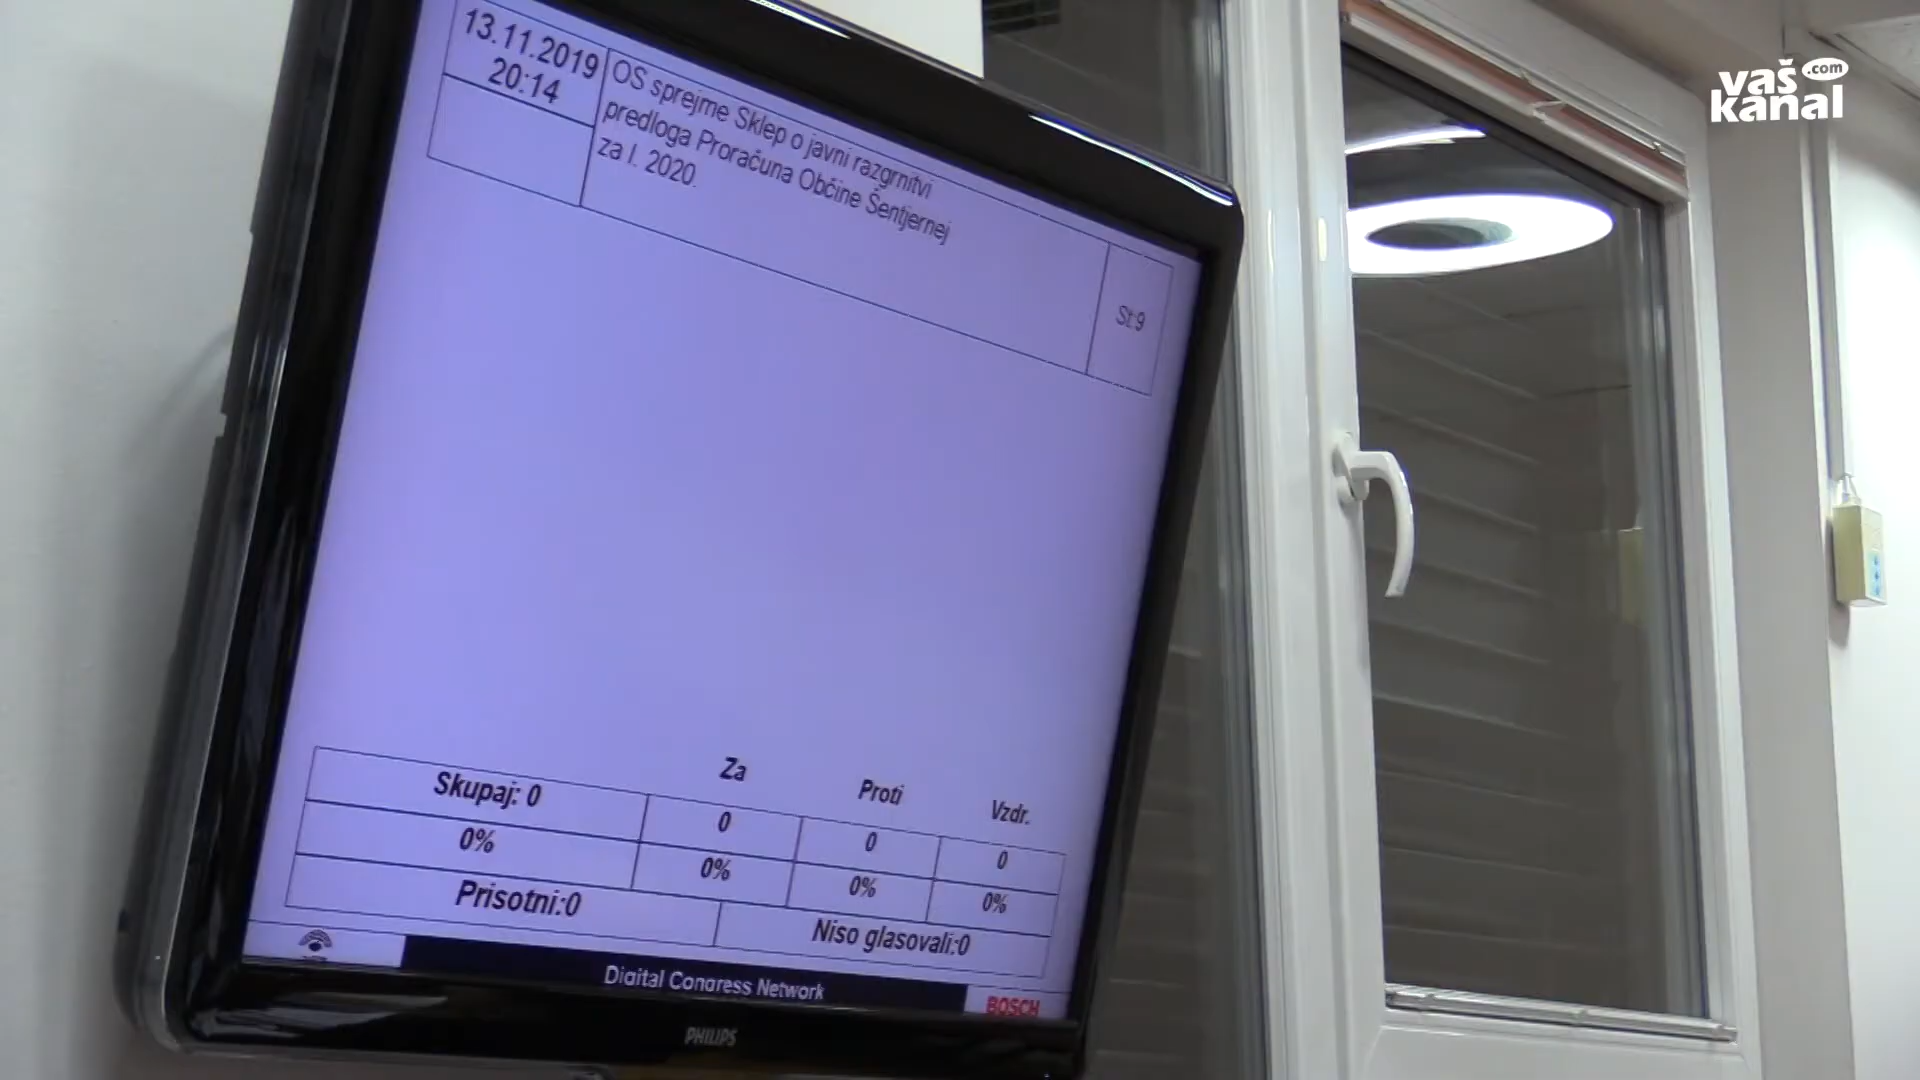 vaš .com
kanal
13.11.2019
20:14
OS sprejme Sklep o javni razgrnitvi
predloga Proračuna Občine Šentjernej
za l. 2020.
St:9
Za
Proti
Vzdr.
Skupaj: 0
0
0
0
0%
0%
0%
0%
Prisotni:0
Niso glasovali:0
Digital Congress Network
BOSCH
PHILIPS